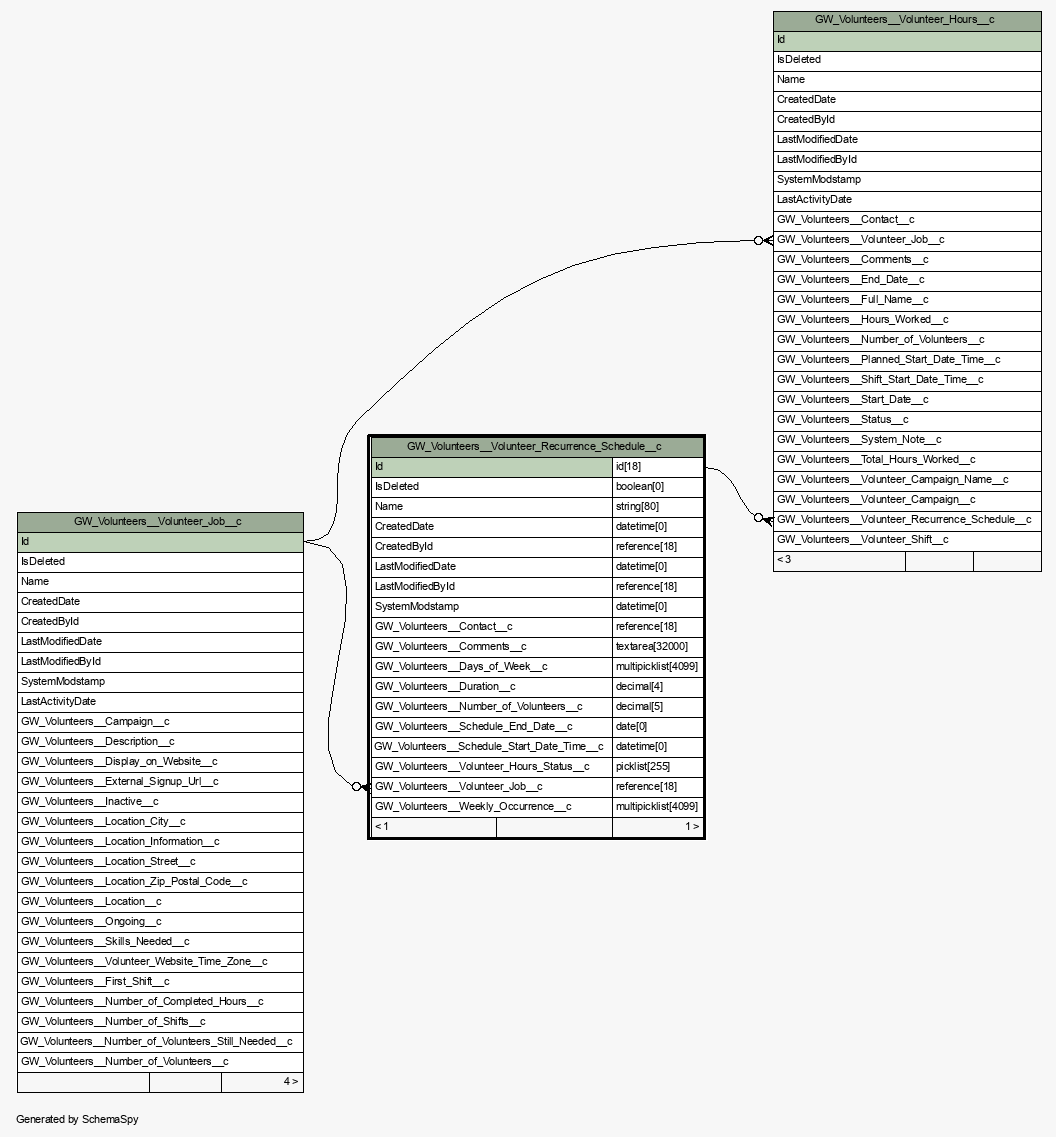 GW_Volunteers__Volunteer_Hours__c
Id
IsDeleted
Name
CreatedDate
CreatedById
LastModifiedDate
LastModifiedById
SystemModstamp
LastActivityDate
GW_Volunteers__Contact__c
GW_Volunteers__Volunteer_Job__c
GW_Volunteers__Comments__c
GW_Volunteers__End_Date__c
GW_Volunteers__Full_Name__c
GW_Volunteers__Hours_Worked__c
GW_Volunteers__Number_of_Volunteers__c
GW_Volunteers__Planned_Start_Date_Time__c
GW_Volunteers__Shift_Start_Date_Time__c
GW_Volunteers__Start_Date__c
GW_Volunteers__Status__c
GW_Volunteers__System_Note__c
GW_Volunteers__Total_Hours_Worked__c
GW_Volunteers__Volunteer_Campaign_Name__c
GW_Volunteers__Volunteer_Campaign__c
GW_Volunteers__Volunteer_Recurrence_Schedule__c
GW_Volunteers__Volunteer_Shift__c
< 3
GW_Volunteers__Volunteer_Recurrence_Schedule__c
Id id[18]
IsDeleted boolean[0]
Name string[80]
CreatedDate datetime[0]
CreatedById reference[18]
LastModifiedDate datetime[0]
LastModifiedById reference[18]
SystemModstamp datetime[0]
GW_Volunteers__Contact__c reference[18]
GW_Volunteers__Comments__c textarea[32000]
GW_Volunteers__Days_of_Week__c multipicklist[4099]
GW_Volunteers__Duration__c decimal[4]
GW_Volunteers__Number_of_Volunteers__c decimal[5]
GW_Volunteers__Schedule_End_Date__c date[0]
GW_Volunteers__Schedule_Start_Date_Time__c datetime[0]
GW_Volunteers__Volunteer_Hours_Status__c picklist[255]
GW_Volunteers__Volunteer_Job__c reference[18]
GW_Volunteers__Weekly_Occurrence__c multipicklist[4099]
< 1 1 >
GW_Volunteers__Volunteer_Job__c
Id
IsDeleted
Name
CreatedDate
CreatedById
LastModifiedDate
LastModifiedById
SystemModstamp
LastActivityDate
GW_Volunteers__Campaign__c
GW_Volunteers__Description__c
GW_Volunteers__Display_on_Website__c
GW_Volunteers__External_Signup_Url__c
GW_Volunteers__Inactive__c
GW_Volunteers__Location_City__c
GW_Volunteers__Location_Information__c
GW_Volunteers__Location_Street__c
GW_Volunteers__Location_Zip_Postal_Code__c
GW_Volunteers__Location__c
GW_Volunteers__Ongoing__c
GW_Volunteers__Skills_Needed__c
GW_Volunteers__Volunteer_Website_Time_Zone__c
GW_Volunteers__First_Shift__c
GW_Volunteers__Number_of_Completed_Hours__c
GW_Volunteers__Number_of_Shifts__c
GW_Volunteers__Number_of_Volunteers_Still_Needed__c
GW_Volunteers__Number_of_Volunteers__c
4 >
Generated by SchemaSpy